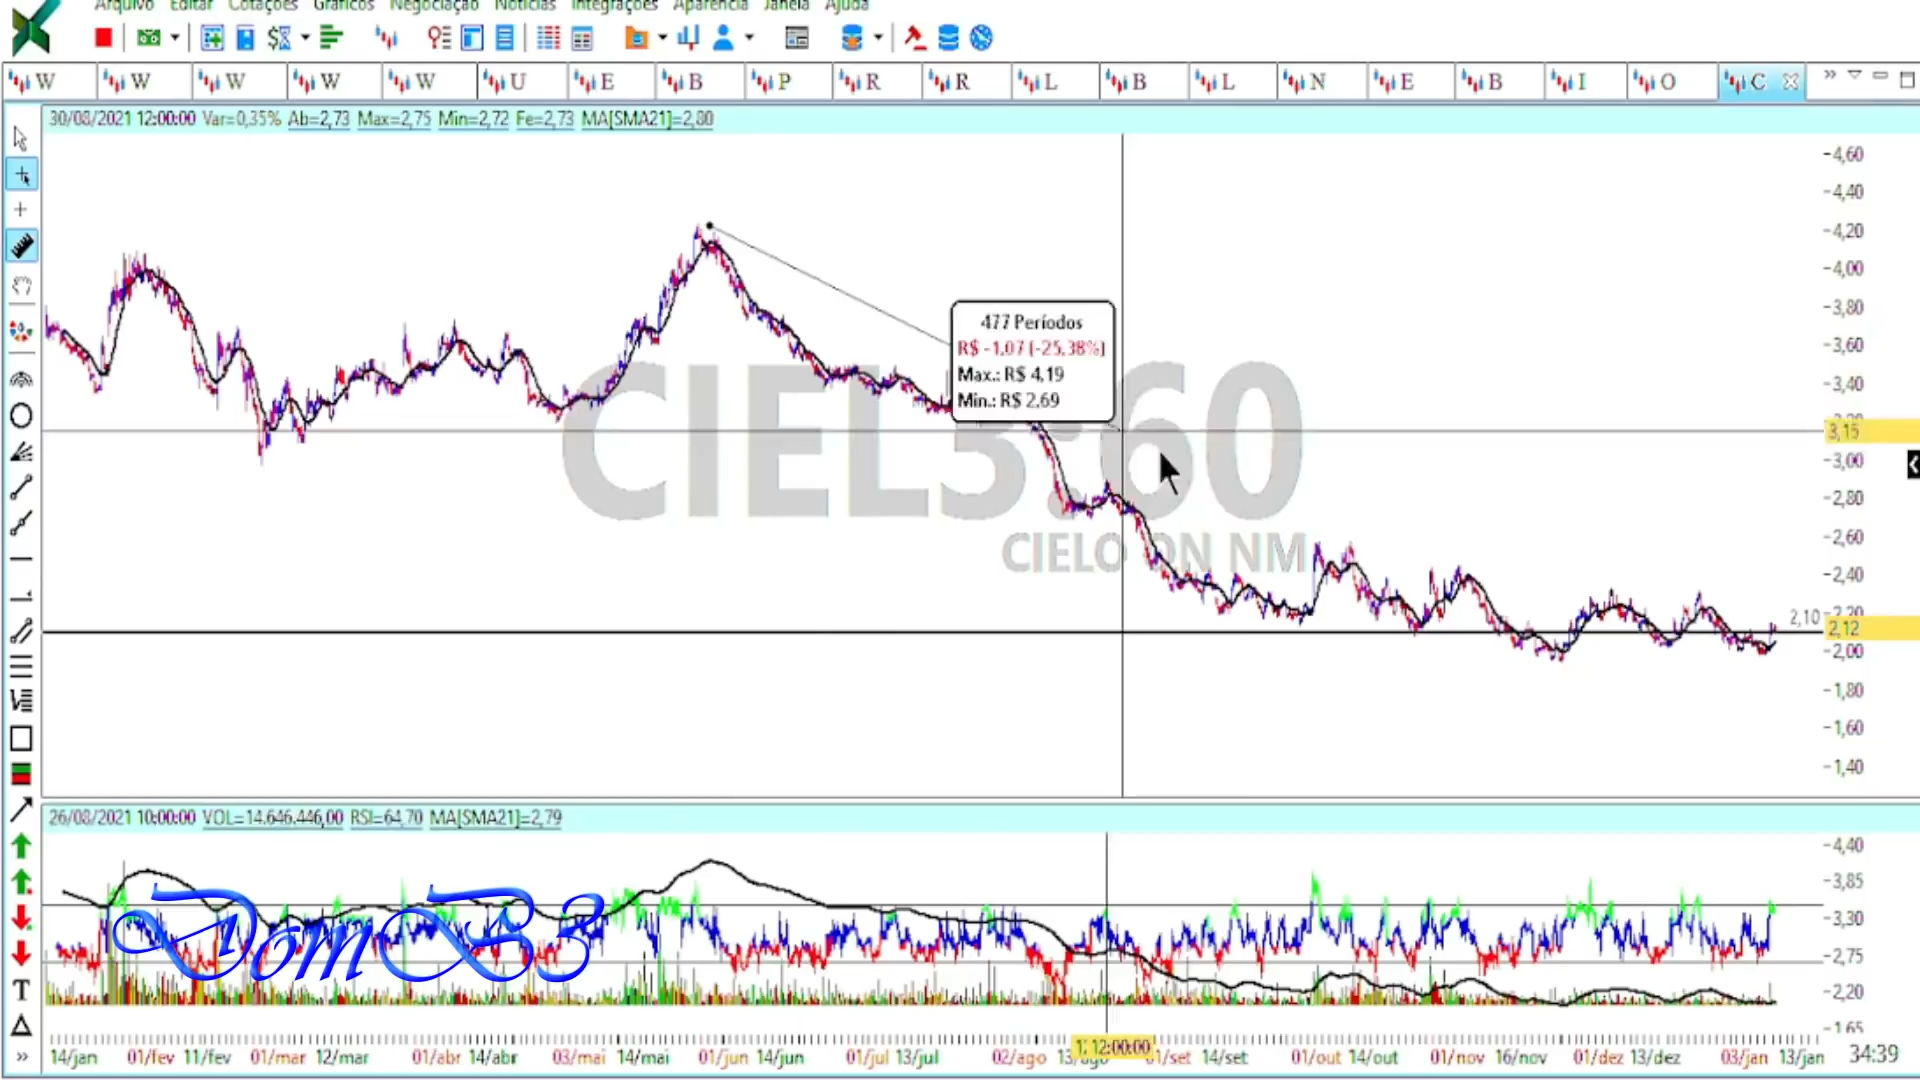 Arquivo Editar Cotações Gráficos Negociação Notícias Integrações Aparência Janela Ajuda
W W W W W U E B P R R L B L N E B I O C
30/08/2021 12:00:00 Var=0,35% Ab=2,73 Max=2,75 Min=2,72 Fe=2,73 MA[SMA21]=2,80
4,60
4,40
4,20
4,00
3,80
3,60
3,40
3,20
3,15
3,00
2,80
2,60
2,40
2,20
2,10
2,12
2,00
1,80
1,60
1,40
477 Períodos
R$ -1,07 (-25,38%)
Max.: R$ 4,19
Min.: R$ 2,69
CIEL3:60
CIELO ON NM
26/08/2021 10:00:00 VOL=14.646.446,00 RSI=64,70 MA[SMA21]=2,79
4,40
3,85
3,30
2,75
2,20
1,65
DomB3
14/jan 01/fev 11/fev 01/mar 12/mar 01/abr 14/abr 03/mai 14/mai 01/jun 14/jun 01/jul 13/jul 02/ago 12:00:00 14/set 01/out 14/out 01/nov 16/nov 01/dez 13/dez 03/jan 13/jan
34:39